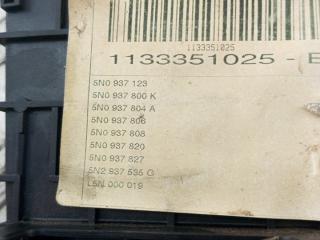 1133351025
1133351025 - E
5N0 937 123
5N0 937 800 K
5N0 937 804 A
5N0 937 806
5N0 937 808
5N0 937 820
5N0 937 827
5N2 937 535 G
L5N 000 019